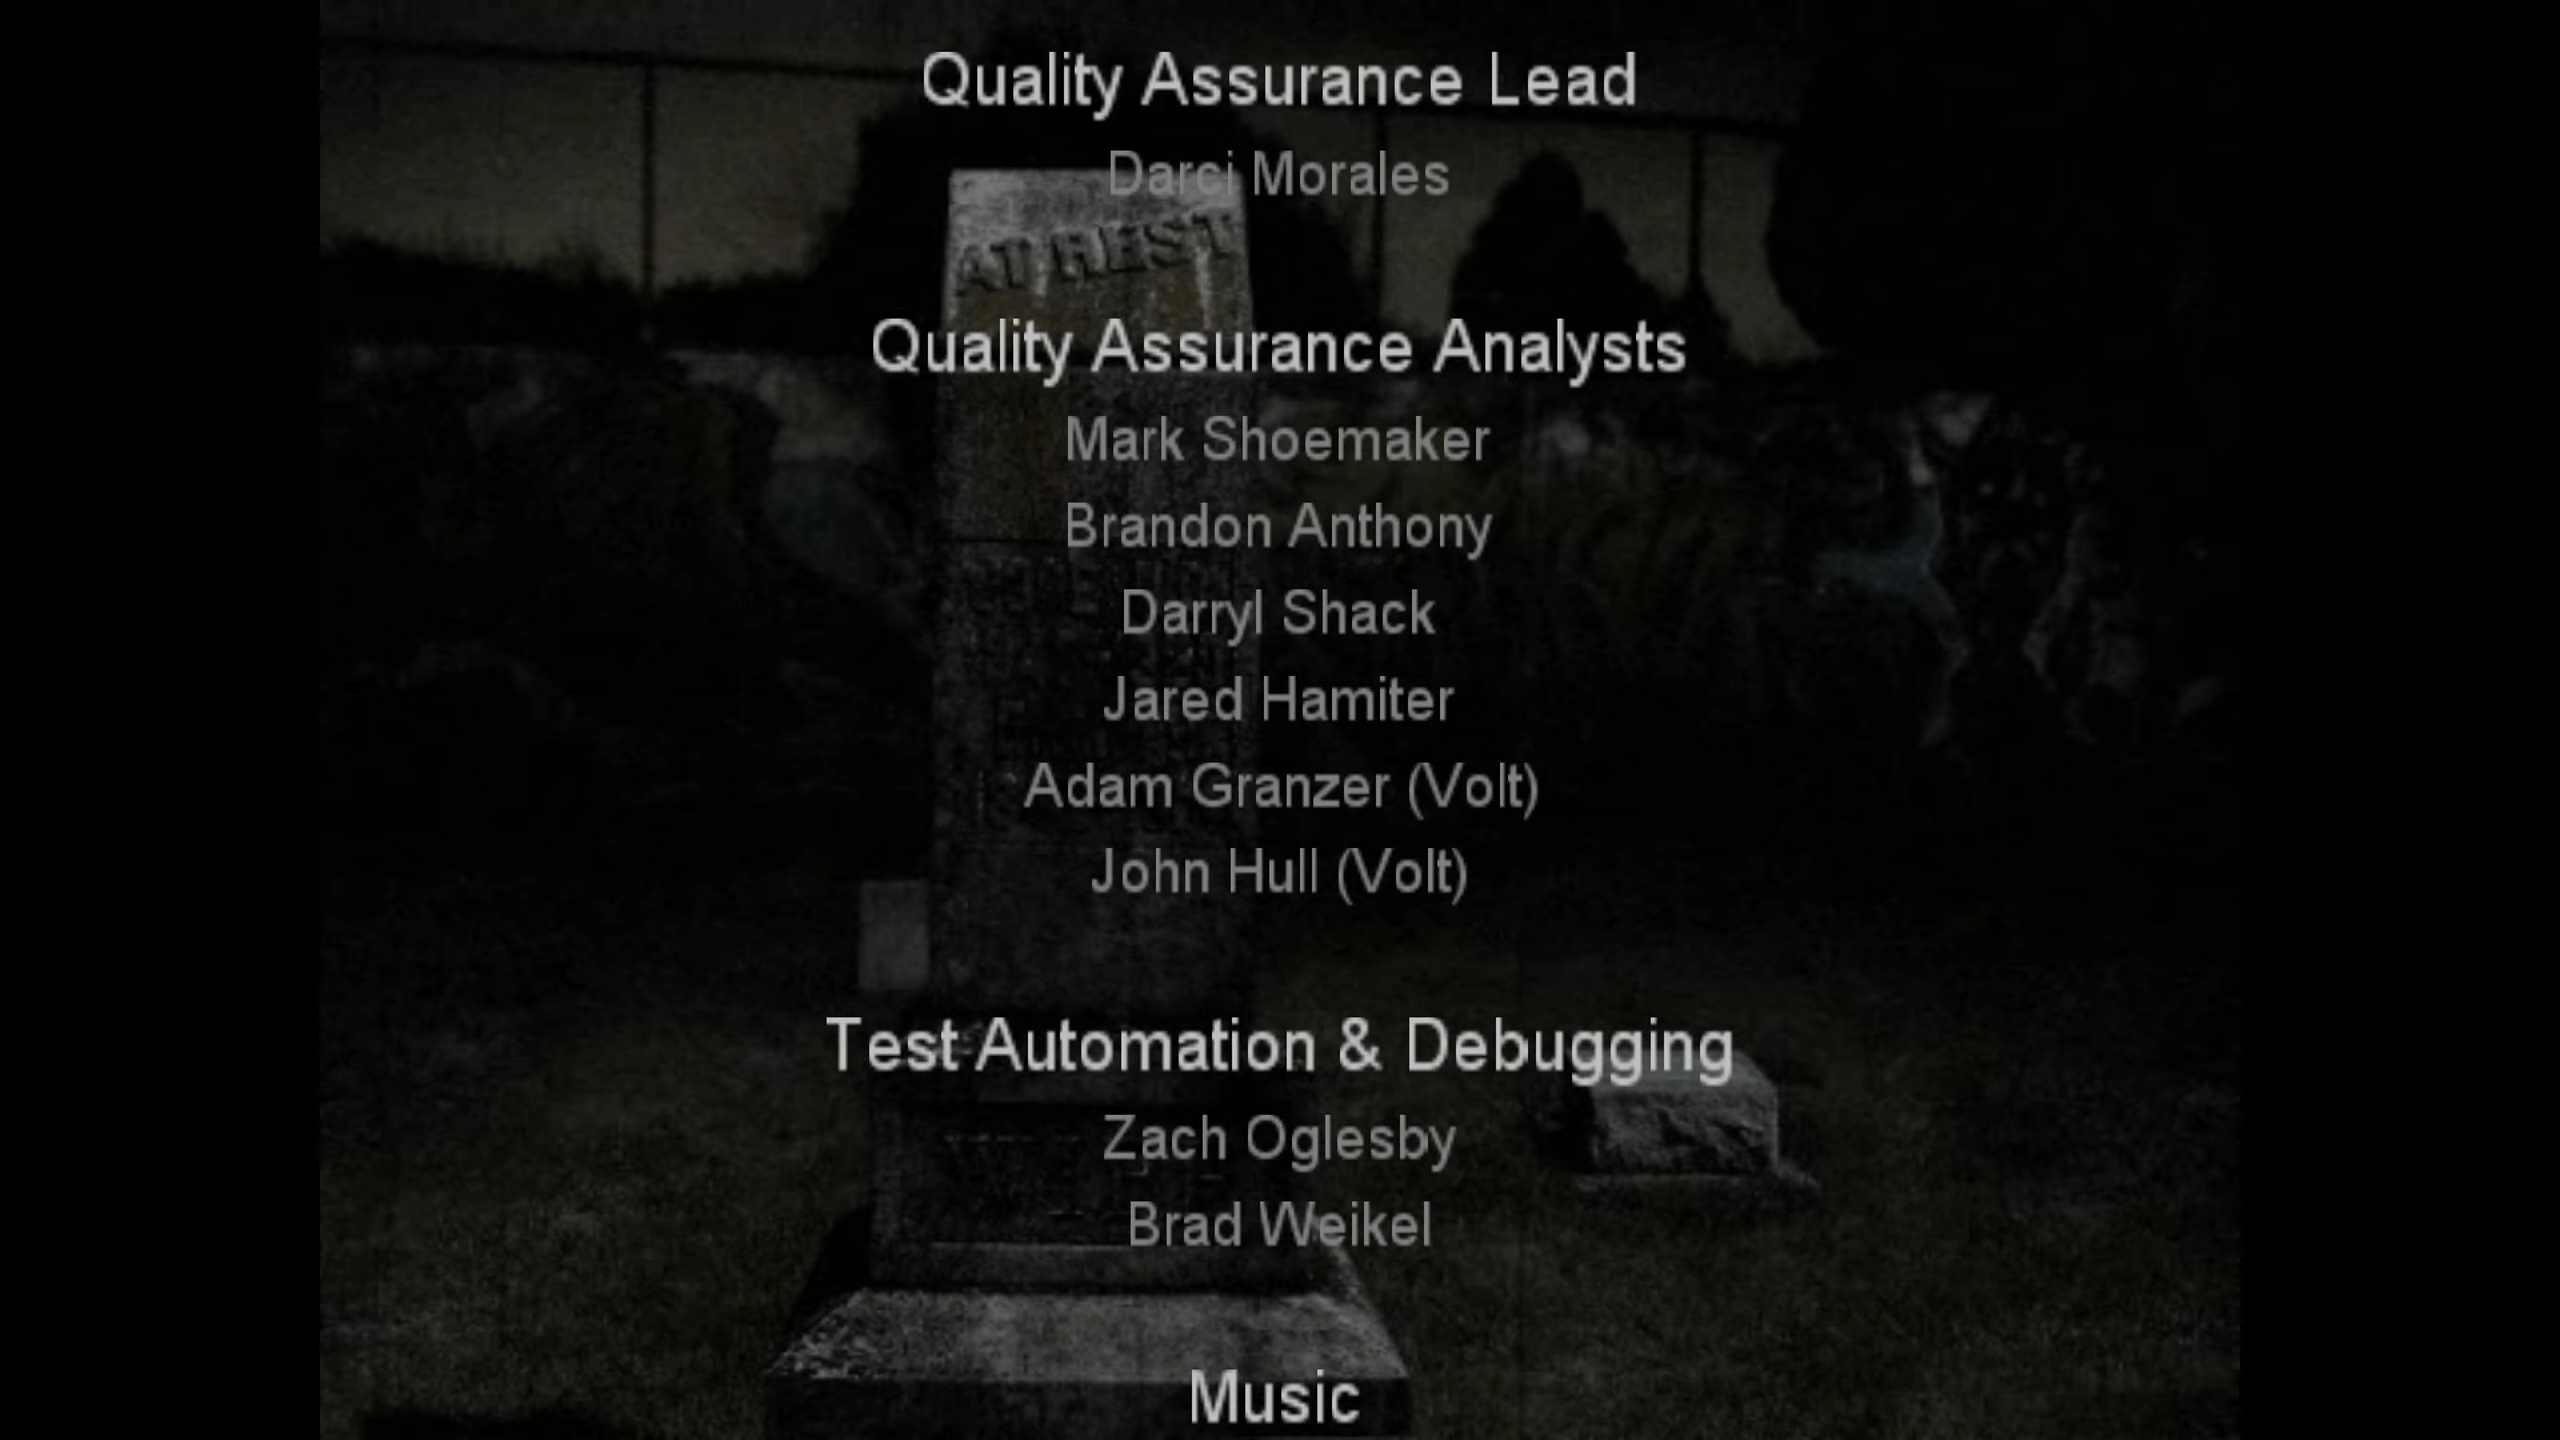 Quality Assurance Lead
Darci Morales
AT REST
Quality Assurance Analysts
Mark Shoemaker
Brandon Anthony
Darryl Shack
Jared Hamiter
Adam Granzer (Volt)
John Hull (Volt)
Test Automation & Debugging
Zach Oglesby
Brad Weikel
Music